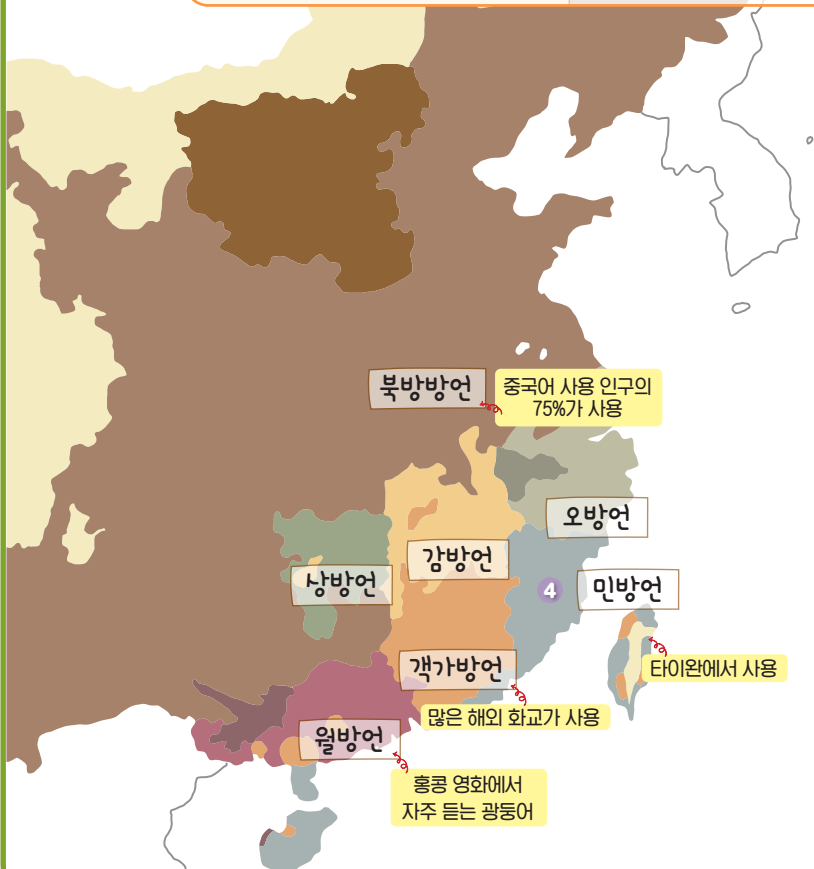 북방방언
중국어 사용 인구의
75%가 사용
오방언
감방언
상방언
4
민방언
타이완에서 사용
객가방언
많은 해외 화교가 사용
월방언
홍콩 영화에서
자주 듣는 광둥어